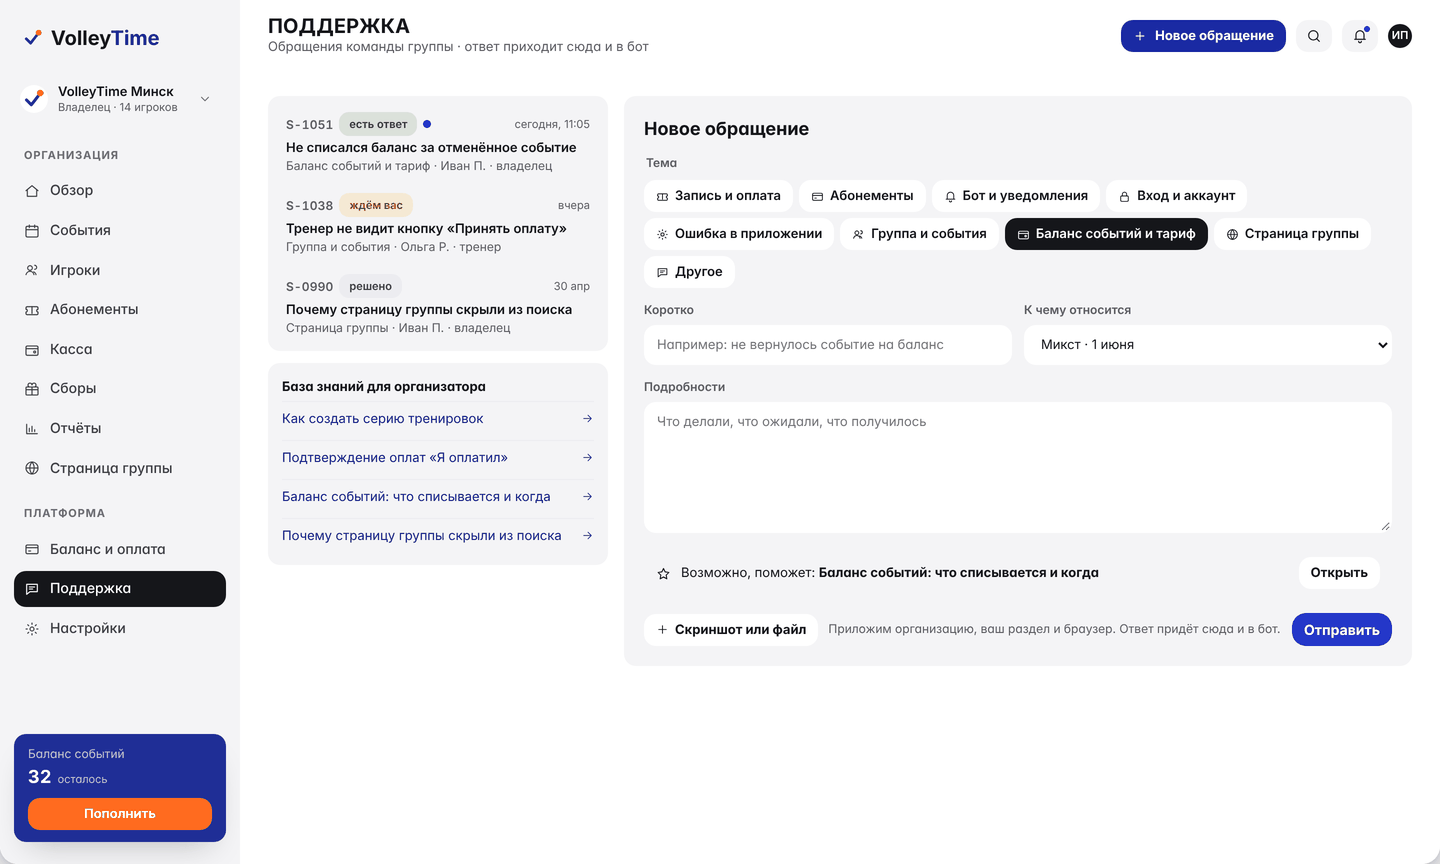 VolleyTime
VolleyTime Минск
Владелец · 14 игроков
ОРГАНИЗАЦИЯ
Обзор
События
Игроки
Абонементы
Касса
Сборы
Отчёты
Страница группы
ПЛАТФОРМА
Баланс и оплата
Поддержка
Настройки
Баланс событий
32 осталось
Пополнить
ПОДДЕРЖКА
Обращения команды группы · ответ приходит сюда и в бот
+ Новое обращение
ИП
S-1051 есть ответ сегодня, 11:05
Не списался баланс за отменённое событие
Баланс событий и тариф · Иван П. · владелец
S-1038 ждём вас вчера
Тренер не видит кнопку «Принять оплату»
Группа и события · Ольга Р. · тренер
S-0990 решено 30 апр
Почему страницу группы скрыли из поиска
Страница группы · Иван П. · владелец
База знаний для организатора
Как создать серию тренировок →
Подтверждение оплат «Я оплатил» →
Баланс событий: что списывается и когда →
Почему страницу группы скрыли из поиска →
Новое обращение
Тема
Запись и оплата Абонементы Бот и уведомления Вход и аккаунт
Ошибка в приложении Группа и события Баланс событий и тариф Страница группы
Другое
Коротко К чему относится
Например: не вернулось событие на баланс Микст · 1 июня
Подробности
Что делали, что ожидали, что получилось
Возможно, поможет: Баланс событий: что списывается и когда Открыть
+ Скриншот или файл Приложим организацию, ваш раздел и браузер. Ответ придёт сюда и в бот. Отправить